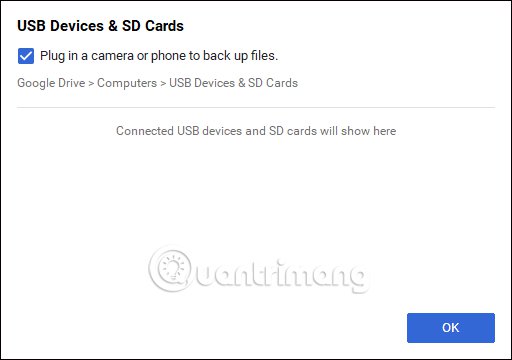 USB Devices & SD Cards
Plug in a camera or phone to back up files.
Google Drive > Computers > USB Devices & SD Cards
Connected USB devices and SD cards will show here
Quantrimang
OK